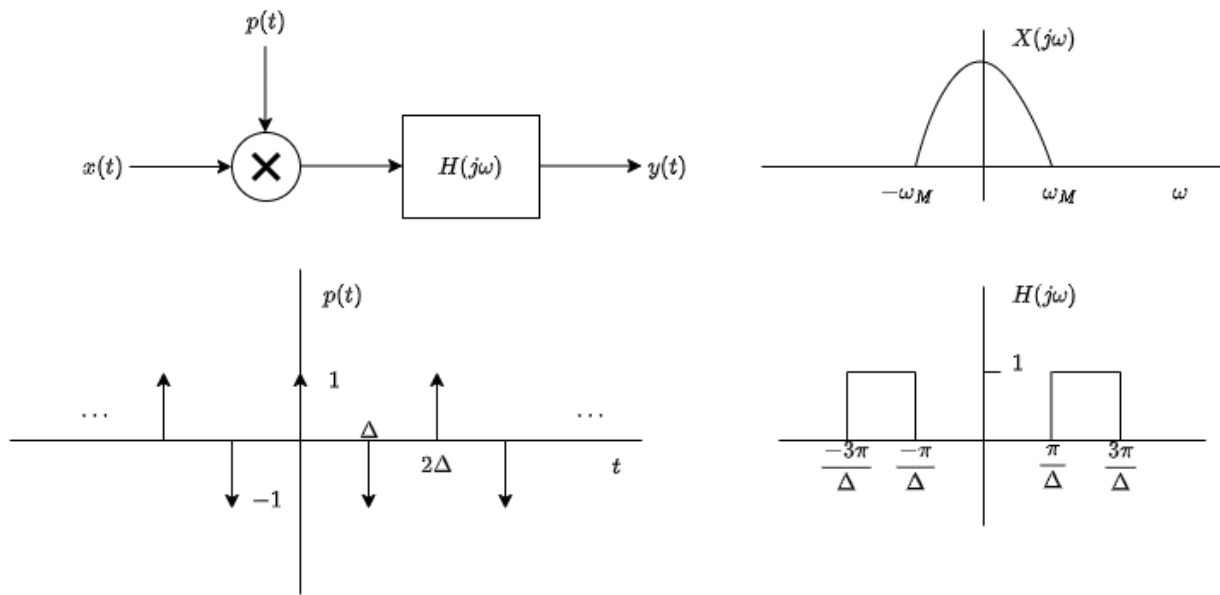 p(t)
x(t)
H(jω)
y(t)
X(jω)
-ω_M
ω_M
ω
p(t)
1
...
...
Δ
2Δ
t
-1
H(jω)
1
-3π/Δ
-π/Δ
π/Δ
3π/Δ